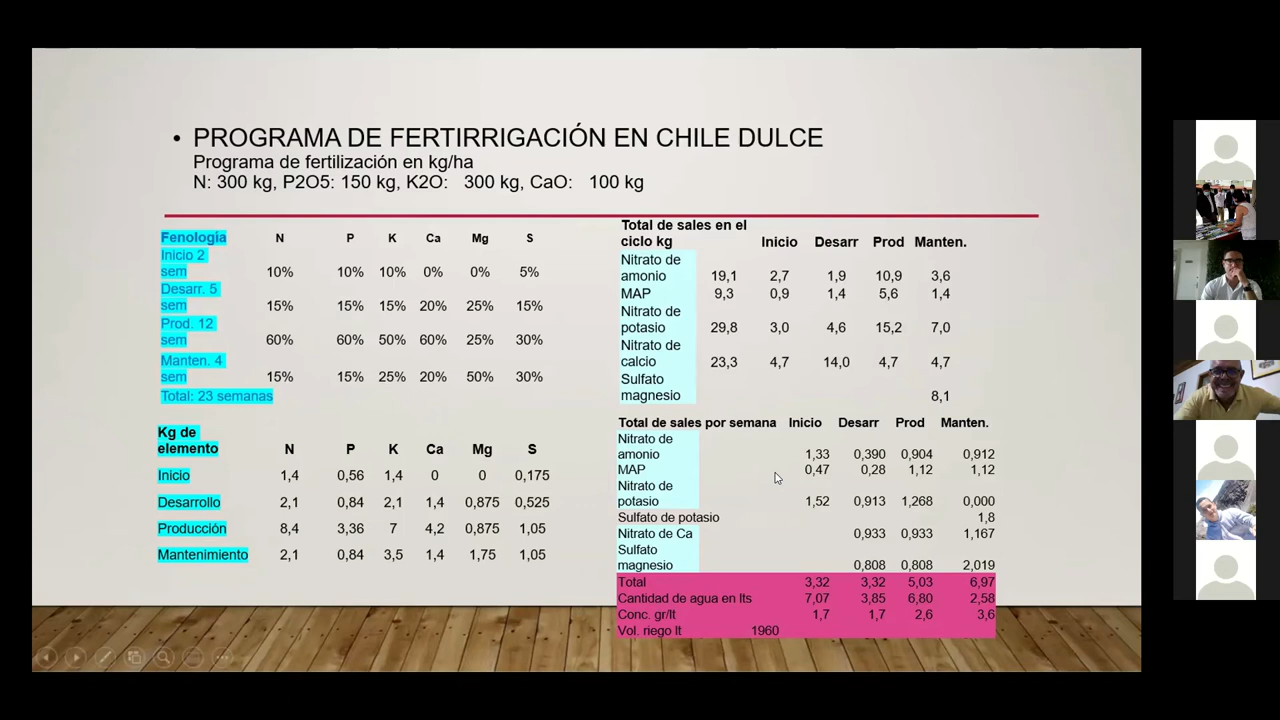 • PROGRAMA DE FERTIRRIGACIÓN EN CHILE DULCE
Programa de fertilización en kg/ha
N: 300 kg, P2O5: 150 kg, K2O: 300 kg, CaO: 100 kg
Fenología N P K Ca Mg S
Inicio 2
sem 10% 10% 10% 0% 0% 5%
Desarr. 5
sem 15% 15% 15% 20% 25% 15%
Prod. 12
sem 60% 60% 50% 60% 25% 30%
Manten. 4
sem 15% 15% 25% 20% 50% 30%
Total: 23 semanas
Kg de
elemento N P K Ca Mg S
Inicio 1,4 0,56 1,4 0 0 0,175
Desarrollo 2,1 0,84 2,1 1,4 0,875 0,525
Producción 8,4 3,36 7 4,2 0,875 1,05
Mantenimiento 2,1 0,84 3,5 1,4 1,75 1,05
Total de sales en el
ciclo kg Inicio Desarr Prod Manten.
Nitrato de
amonio 19,1 2,7 1,9 10,9 3,6
MAP 9,3 0,9 1,4 5,6 1,4
Nitrato de
potasio 29,8 3,0 4,6 15,2 7,0
Nitrato de
calcio 23,3 4,7 14,0 4,7 4,7
Sulfato
magnesio 8,1
Total de sales por semana Inicio Desarr Prod Manten.
Nitrato de
amonio 1,33 0,390 0,904 0,912
MAP 0,47 0,28 1,12 1,12
Nitrato de
potasio 1,52 0,913 1,268 0,000
Sulfato de potasio 1,8
Nitrato de Ca 0,933 0,933 1,167
Sulfato
magnesio 0,808 0,808 2,019
Total 3,32 3,32 5,03 6,97
Cantidad de agua en lts 7,07 3,85 6,80 2,58
Conc. gr/lt 1,7 1,7 2,6 3,6
Vol. riego lt 1960